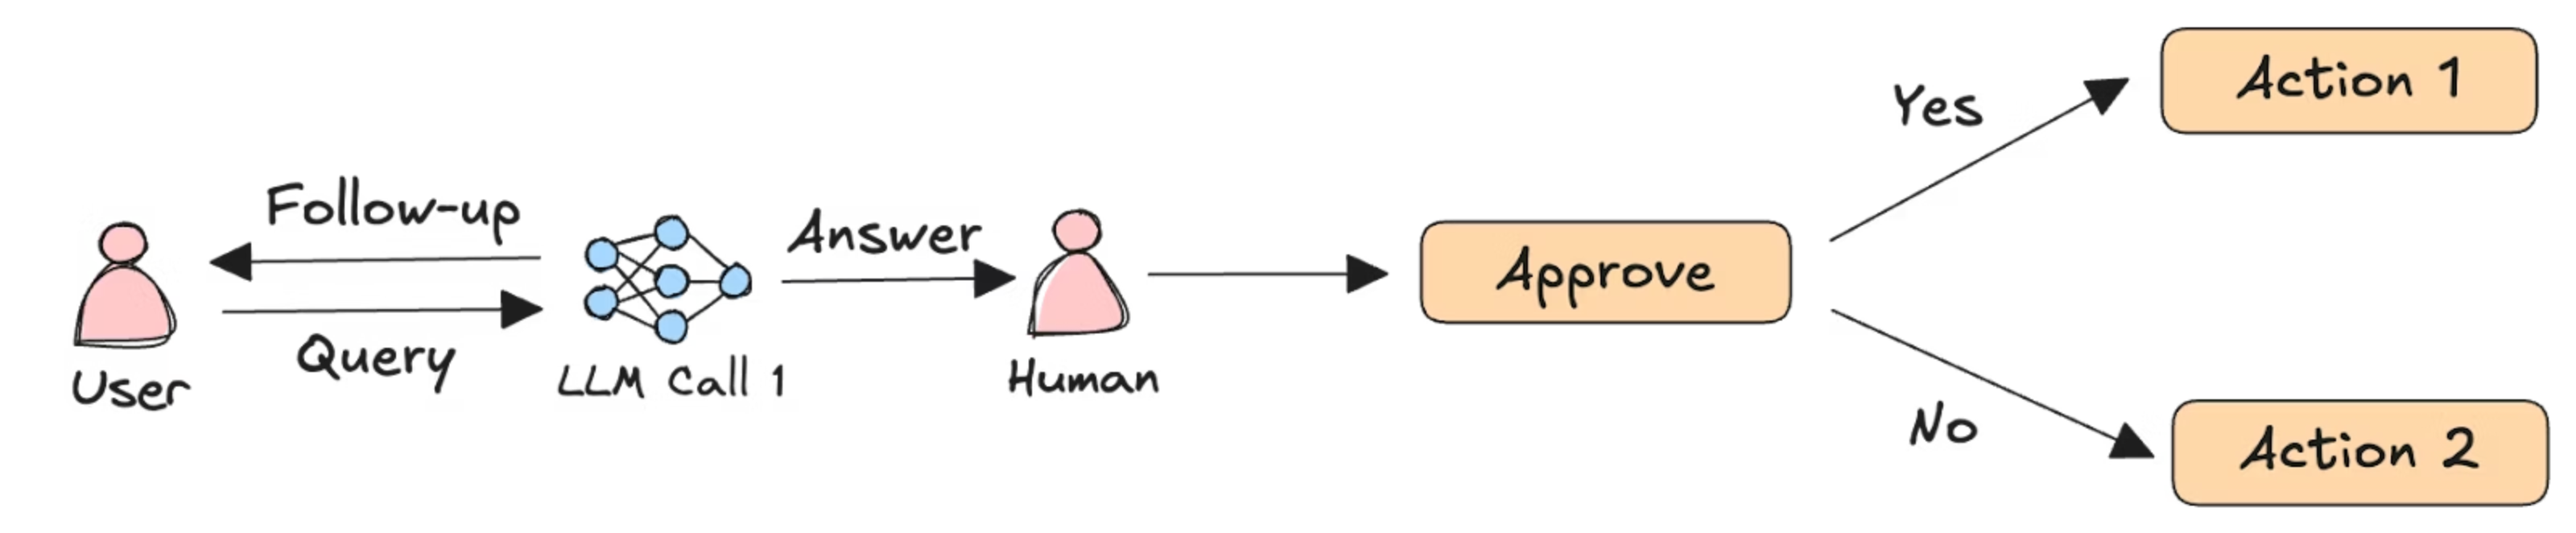 Follow-up
Query
User
LLM Call 1
Answer
Human
Approve
Yes
Action 1
No
Action 2